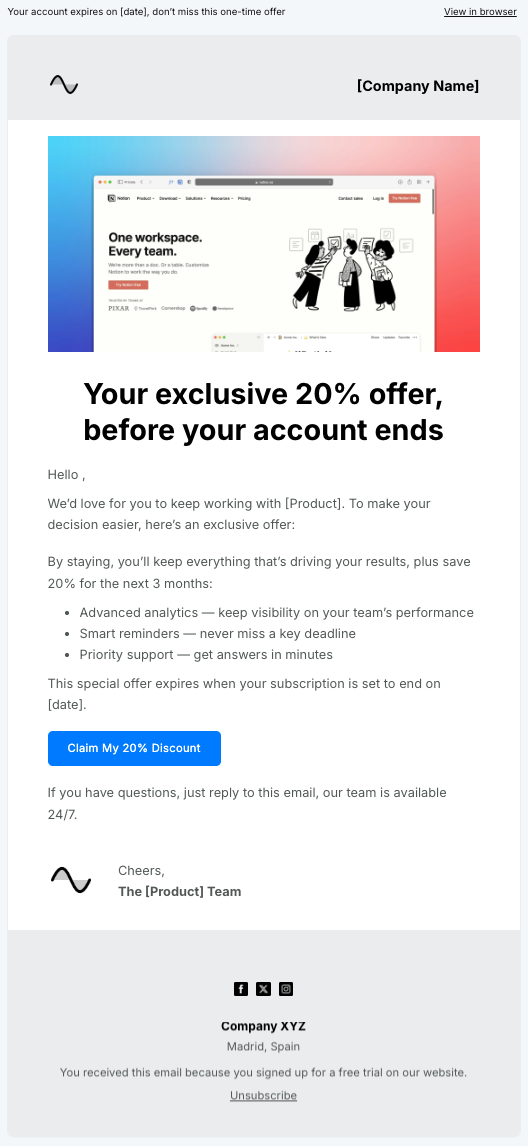 Your account expires on [date], don’t miss this one-time offer
View in browser
[Company Name]
Notion Product Download Solutions Resources Pricing
Contact sales Log in Try Notion free
One workspace.
Every team.
We're more than a doc. Or a table. Customize
Notion to work the way you do.
Try Notion free
PIXAR Cornershop Spotify
Your exclusive 20% offer,
before your account ends
Hello ,
We’d love for you to keep working with [Product]. To make your
decision easier, here’s an exclusive offer:
By staying, you’ll keep everything that’s driving your results, plus save
20% for the next 3 months:
• Advanced analytics — keep visibility on your team’s performance
• Smart reminders — never miss a key deadline
• Priority support — get answers in minutes
This special offer expires when your subscription is set to end on
[date].
Claim My 20% Discount
If you have questions, just reply to this email, our team is available
24/7.
Cheers,
The [Product] Team
Company XYZ
Madrid, Spain
You received this email because you signed up for a free trial on our website.
Unsubscribe